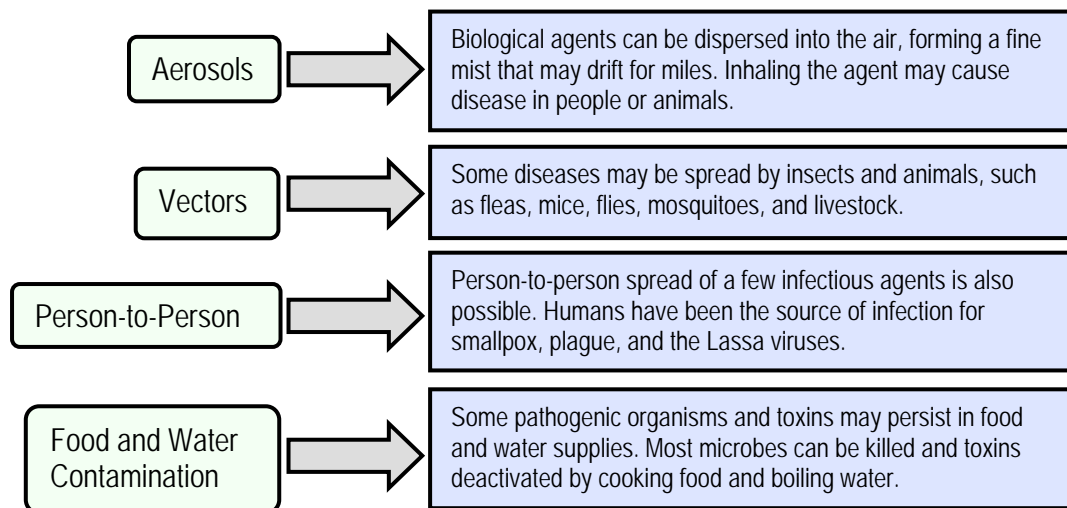 Aerosols
Biological agents can be dispersed into the air, forming a fine
mist that may drift for miles. Inhaling the agent may cause
disease in people or animals.
Vectors
Some diseases may be spread by insects and animals, such
as fleas, mice, flies, mosquitoes, and livestock.
Person-to-Person
Person-to-person spread of a few infectious agents is also
possible. Humans have been the source of infection for
smallpox, plague, and the Lassa viruses.
Food and Water
Contamination
Some pathogenic organisms and toxins may persist in food
and water supplies. Most microbes can be killed and toxins
deactivated by cooking food and boiling water.